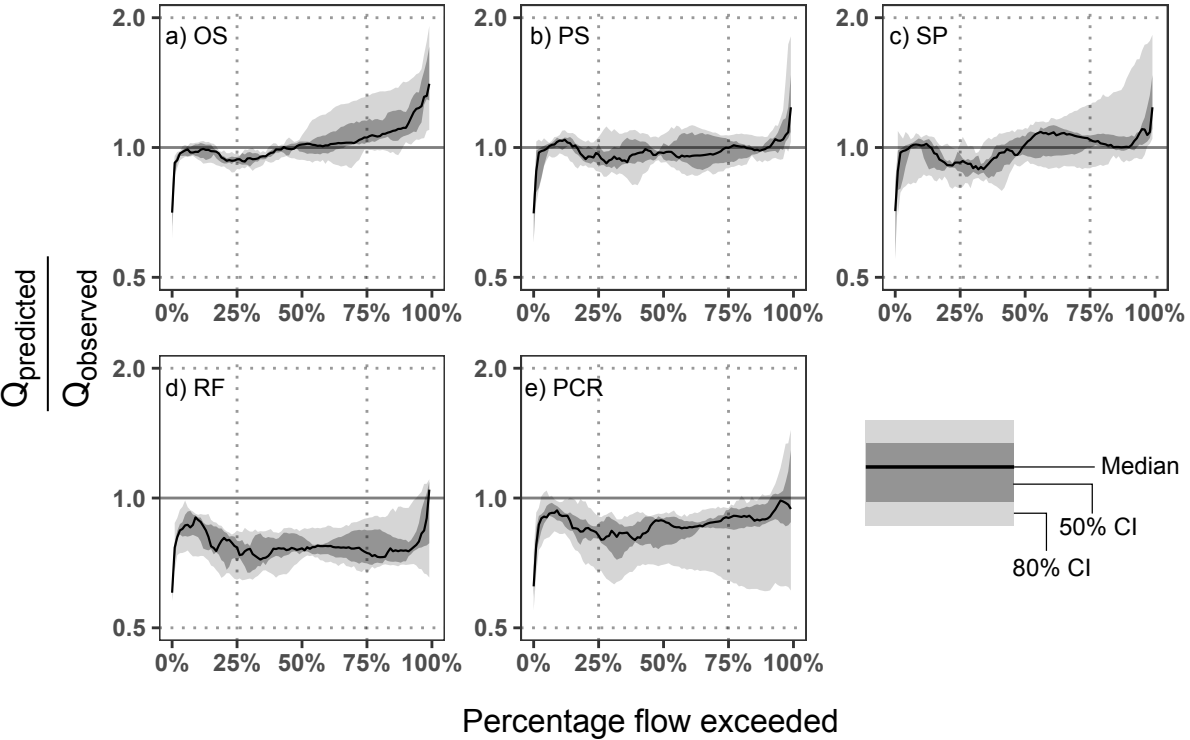 a) OS
b) PS
c) SP
2.0
1.0
0.5
2.0
1.0
0.5
2.0
1.0
0.5
0% 25% 50% 75% 100%
0% 25% 50% 75% 100%
0% 25% 50% 75% 100%
Qpredicted
Qobserved
d) RF
e) PCR
2.0
1.0
0.5
2.0
1.0
0.5
0% 25% 50% 75% 100%
0% 25% 50% 75% 100%
Median
50% CI
80% CI
Percentage flow exceeded